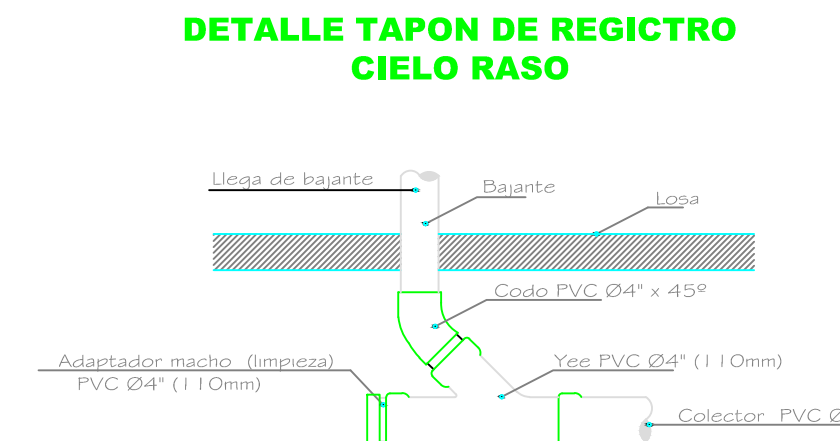 DETALLE TAPON DE REGICTRO
CIELO RASO
Llega de bajante
Bajante
Losa
Codo PVC Ø4" x 45º
Adaptador macho (limpieza)
PVC Ø4" (110mm)
Yee PVC Ø4" (110mm)
Colector PVC Ø